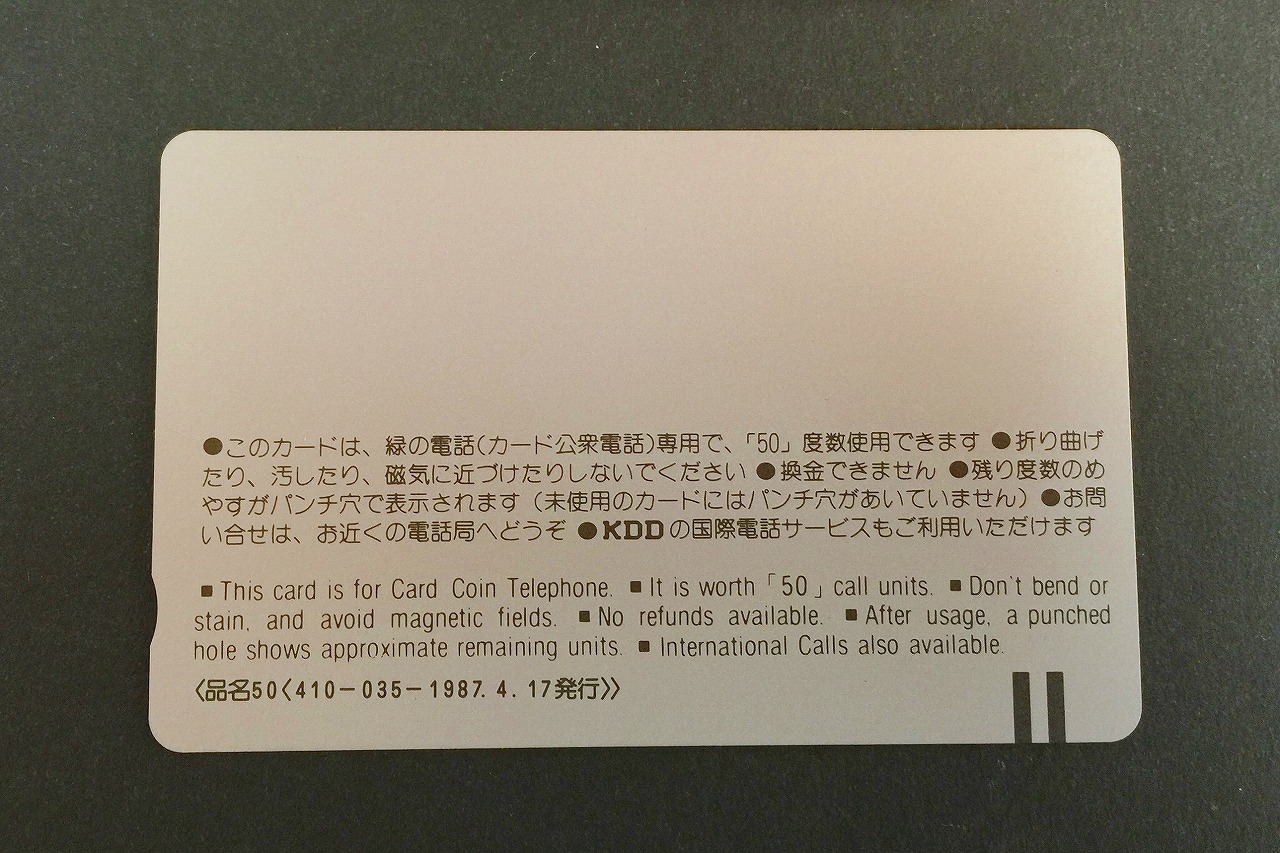 ●このカードは、緑の電話(カード公衆電話)専用で、「50」度数使用できます ●折り曲げ
たり、汚したり、磁気に近づけたりしないでください ●換金できません ●残り度数のめ
やすがパンチ穴で表示されます（未使用のカードにはパンチ穴があいていません）●お問
い合せは、お近くの電話局へどうぞ ●KDDの国際電話サービスもご利用いただけます
■This card is for Card Coin Telephone. ■It is worth「50」call units. ■Don't bend or
stain, and avoid magnetic fields. ■No refunds available. ■After usage, a punched
hole shows approximate remaining units. ■International Calls also available.
〈品名50〈410−035−1987. 4. 17発行〉〉